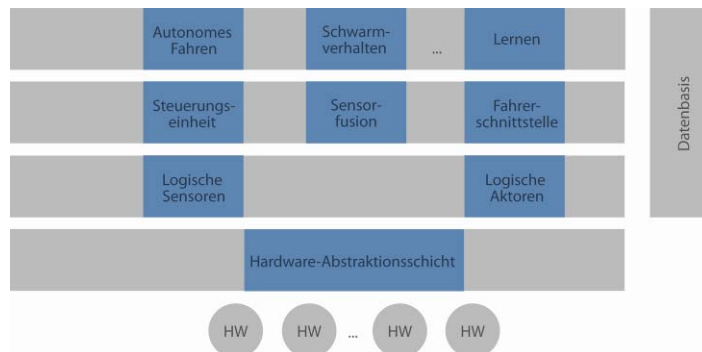 Autonomes
Fahren
Schwarm-
verhalten
...
Lernen
Steuerungs-
einheit
Sensor-
fusion
Fahrer-
schnittstelle
Logische
Sensoren
Logische
Aktoren
Hardware-Abstraktionsschicht
HW
HW
...
HW
HW
Datenbasis